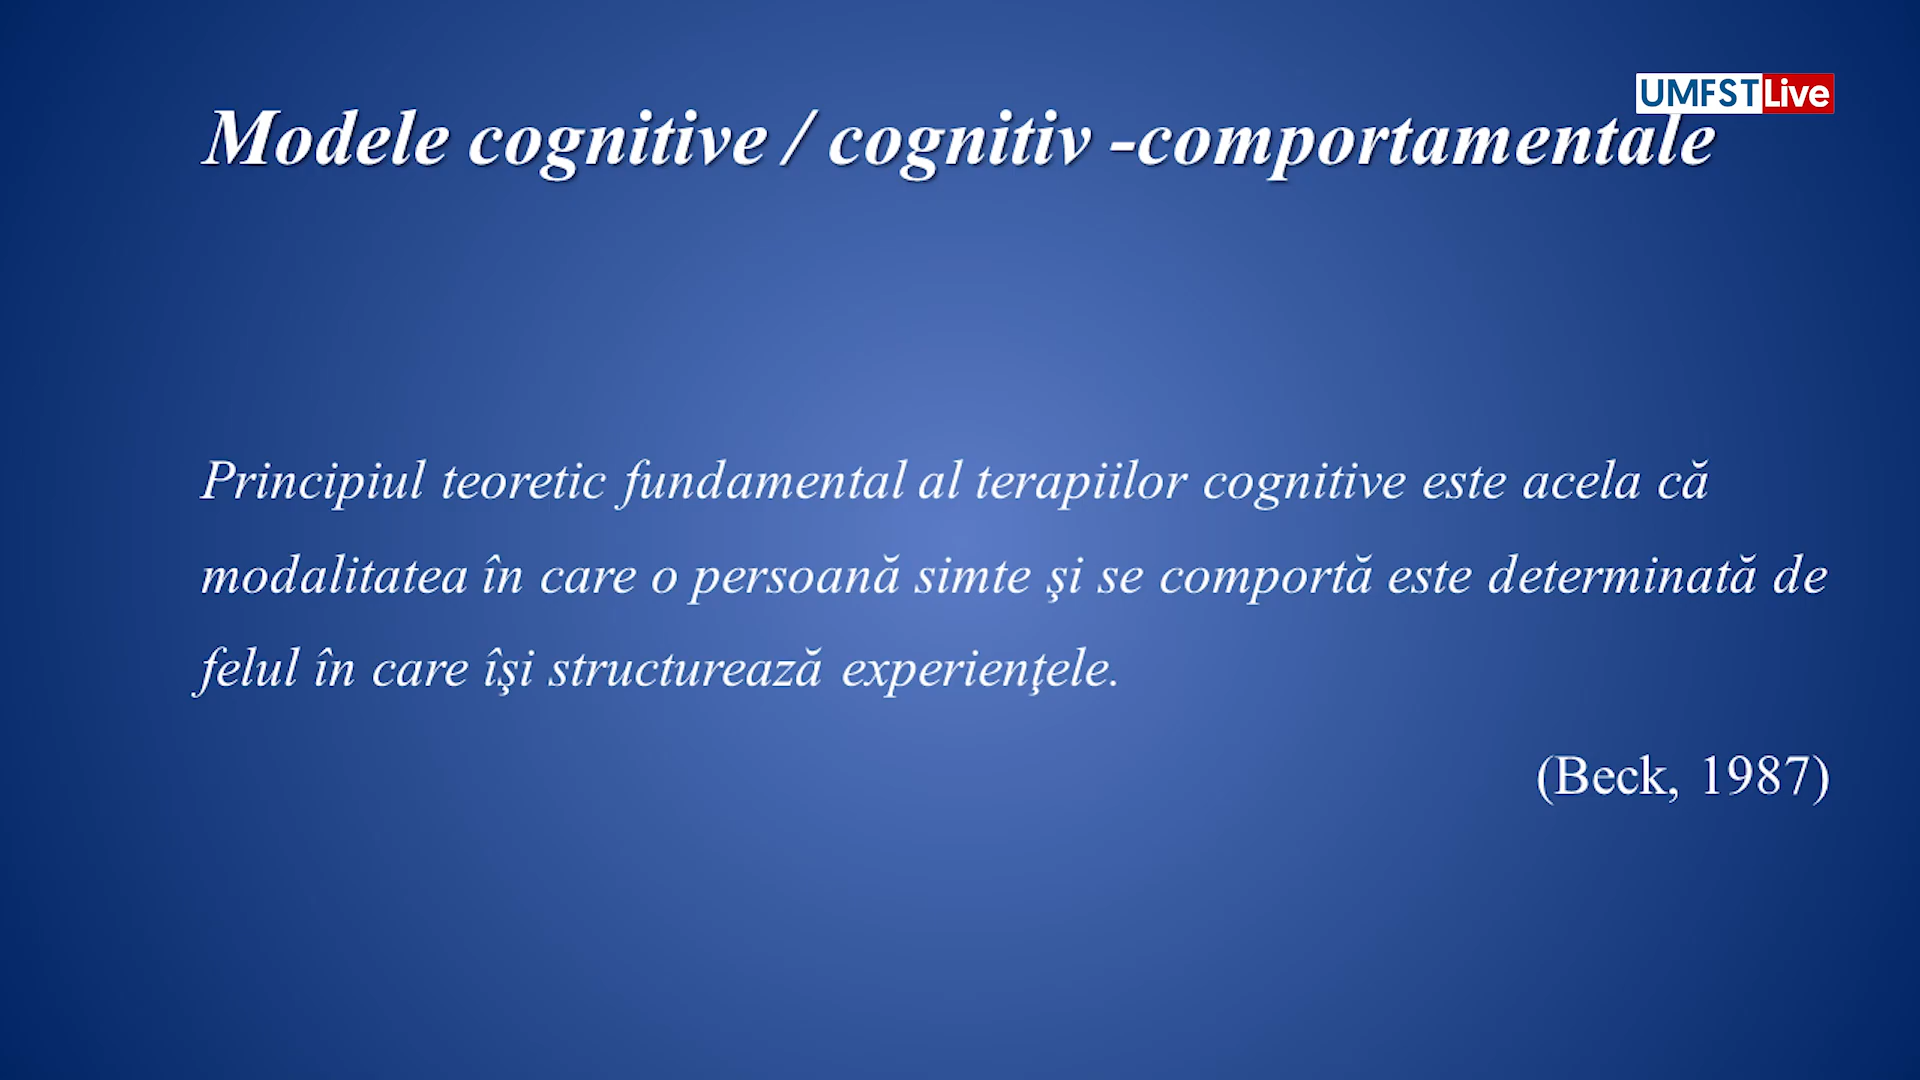 UMFSTLive
Modele cognitive / cognitiv -comportamentale
Principiul teoretic fundamental al terapiilor cognitive este acela că
modalitatea în care o persoană simte şi se comportă este determinată de
felul în care îşi structurează experienţele.
(Beck, 1987)